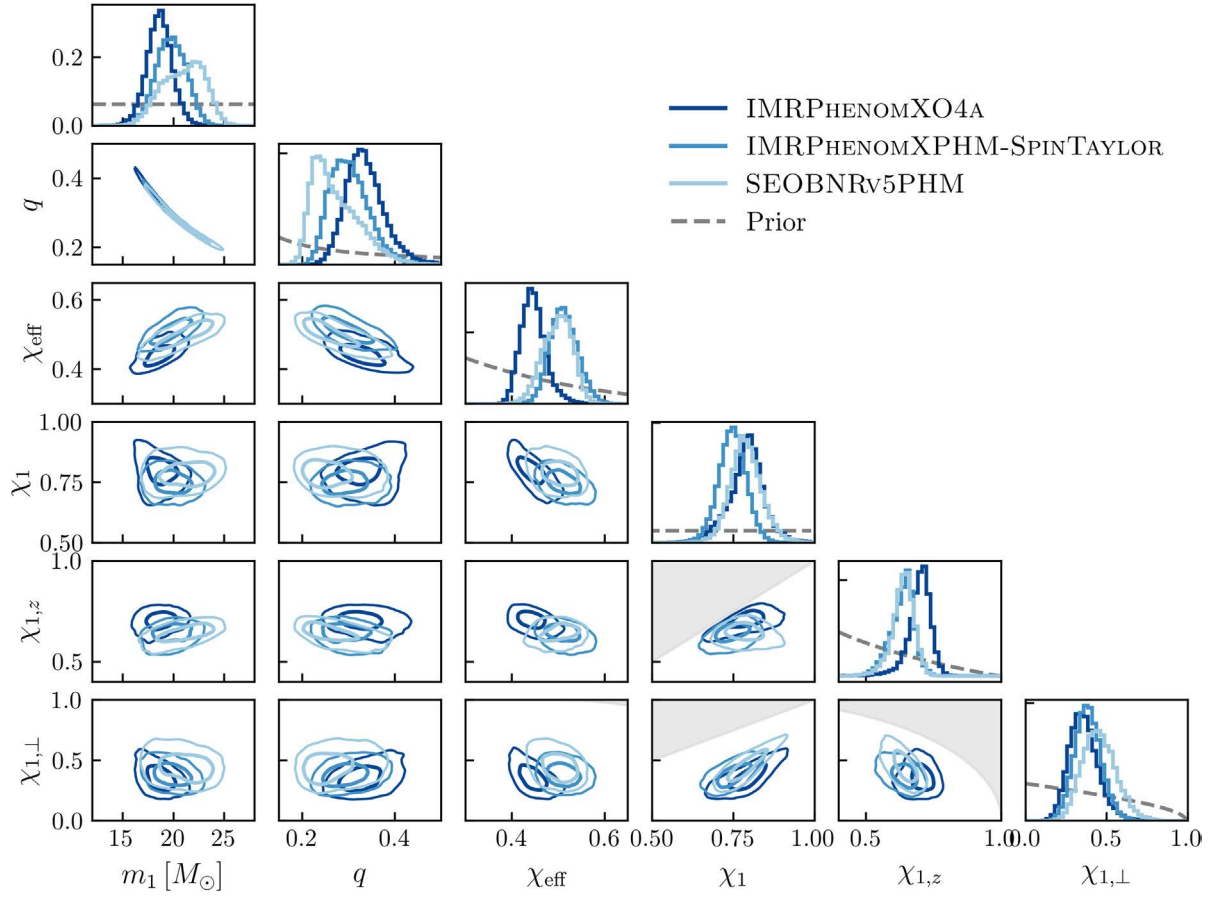 0.2
0.0
IMRPhenomXO4a
IMRPhenomXPHM-SpinTaylor
SEOBNRv5PHM
Prior
q
0.4
0.2
χeff
0.6
0.4
χ1
1.00
0.75
0.50
χ1,z
1.0
0.5
χ1,⊥
1.0
0.5
0.0
15 20 25
0.2 0.4
0.4 0.6
0.50 0.75 1.00
0.5 1.0
0.0 0.5 1.0
m1 [M⊙] q χeff χ1 χ1,z χ1,⊥